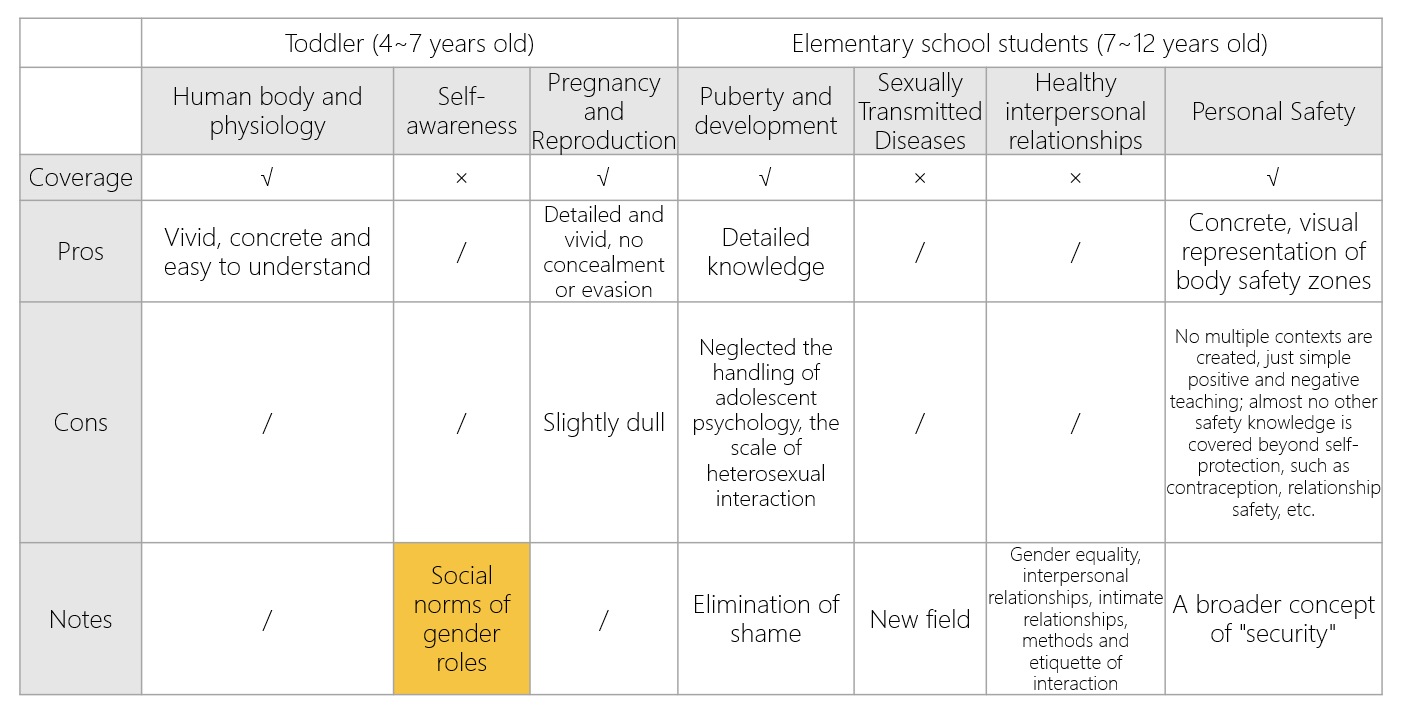 Toddler (4~7 years old)
Elementary school students (7~12 years old)
Human body and
physiology
Self-
awareness
Pregnancy
and
Reproduction
Puberty and
development
Sexually
Transmitted
Diseases
Healthy
interpersonal
relationships
Personal Safety
Coverage
√
×
√
√
×
×
√
Pros
Vivid, concrete and
easy to understand
/
Detailed and
vivid, no
concealment
or evasion
Detailed
knowledge
/
/
Concrete, visual
representation of
body safety zones
Cons
/
/
Slightly dull
Neglected the
handling of
adolescent
psychology, the
scale of
heterosexual
interaction
/
/
No multiple contexts are
created, just simple
positive and negative
teaching; almost no other
safety knowledge is
covered beyond self-
protection, such as
contraception, relationship
safety, etc.
Notes
/
Social
norms of
gender
roles
/
Elimination of
shame
New field
Gender equality,
interpersonal
relationships, intimate
relationships,
methods and
etiquette of
interaction
A broader concept
of "security"